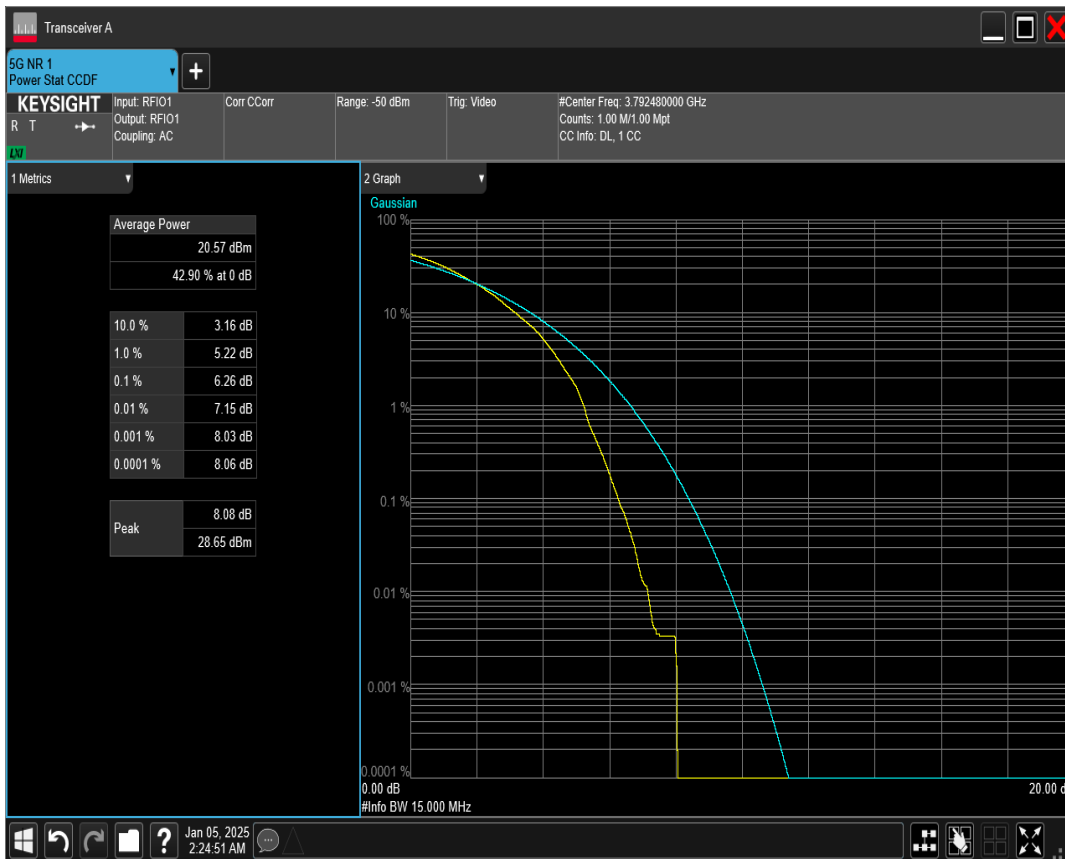 Transceiver A
5G NR 1
Power Stat CCDF
KEYSIGHT
R T
LXI
Input: RFIO1
Output: RFIO1
Coupling: AC
Corr CCorr
Range: -50 dBm
Trig: Video
#Center Freq: 3.792480000 GHz
Counts: 1.00 M/1.00 Mpt
CC Info: DL, 1 CC
1 Metrics
Average Power
20.57 dBm
42.90 % at 0 dB
10.0 % 3.16 dB
1.0 % 5.22 dB
0.1 % 6.26 dB
0.01 % 7.15 dB
0.001 % 8.03 dB
0.0001 % 8.06 dB
Peak
8.08 dB
28.65 dBm
2 Graph
Gaussian
100 %
10 %
1 %
0.1 %
0.01 %
0.001 %
0.0001 %
0.00 dB
20.00 d
#Info BW 15.000 MHz
?
Jan 05, 2025
2:24:51 AM